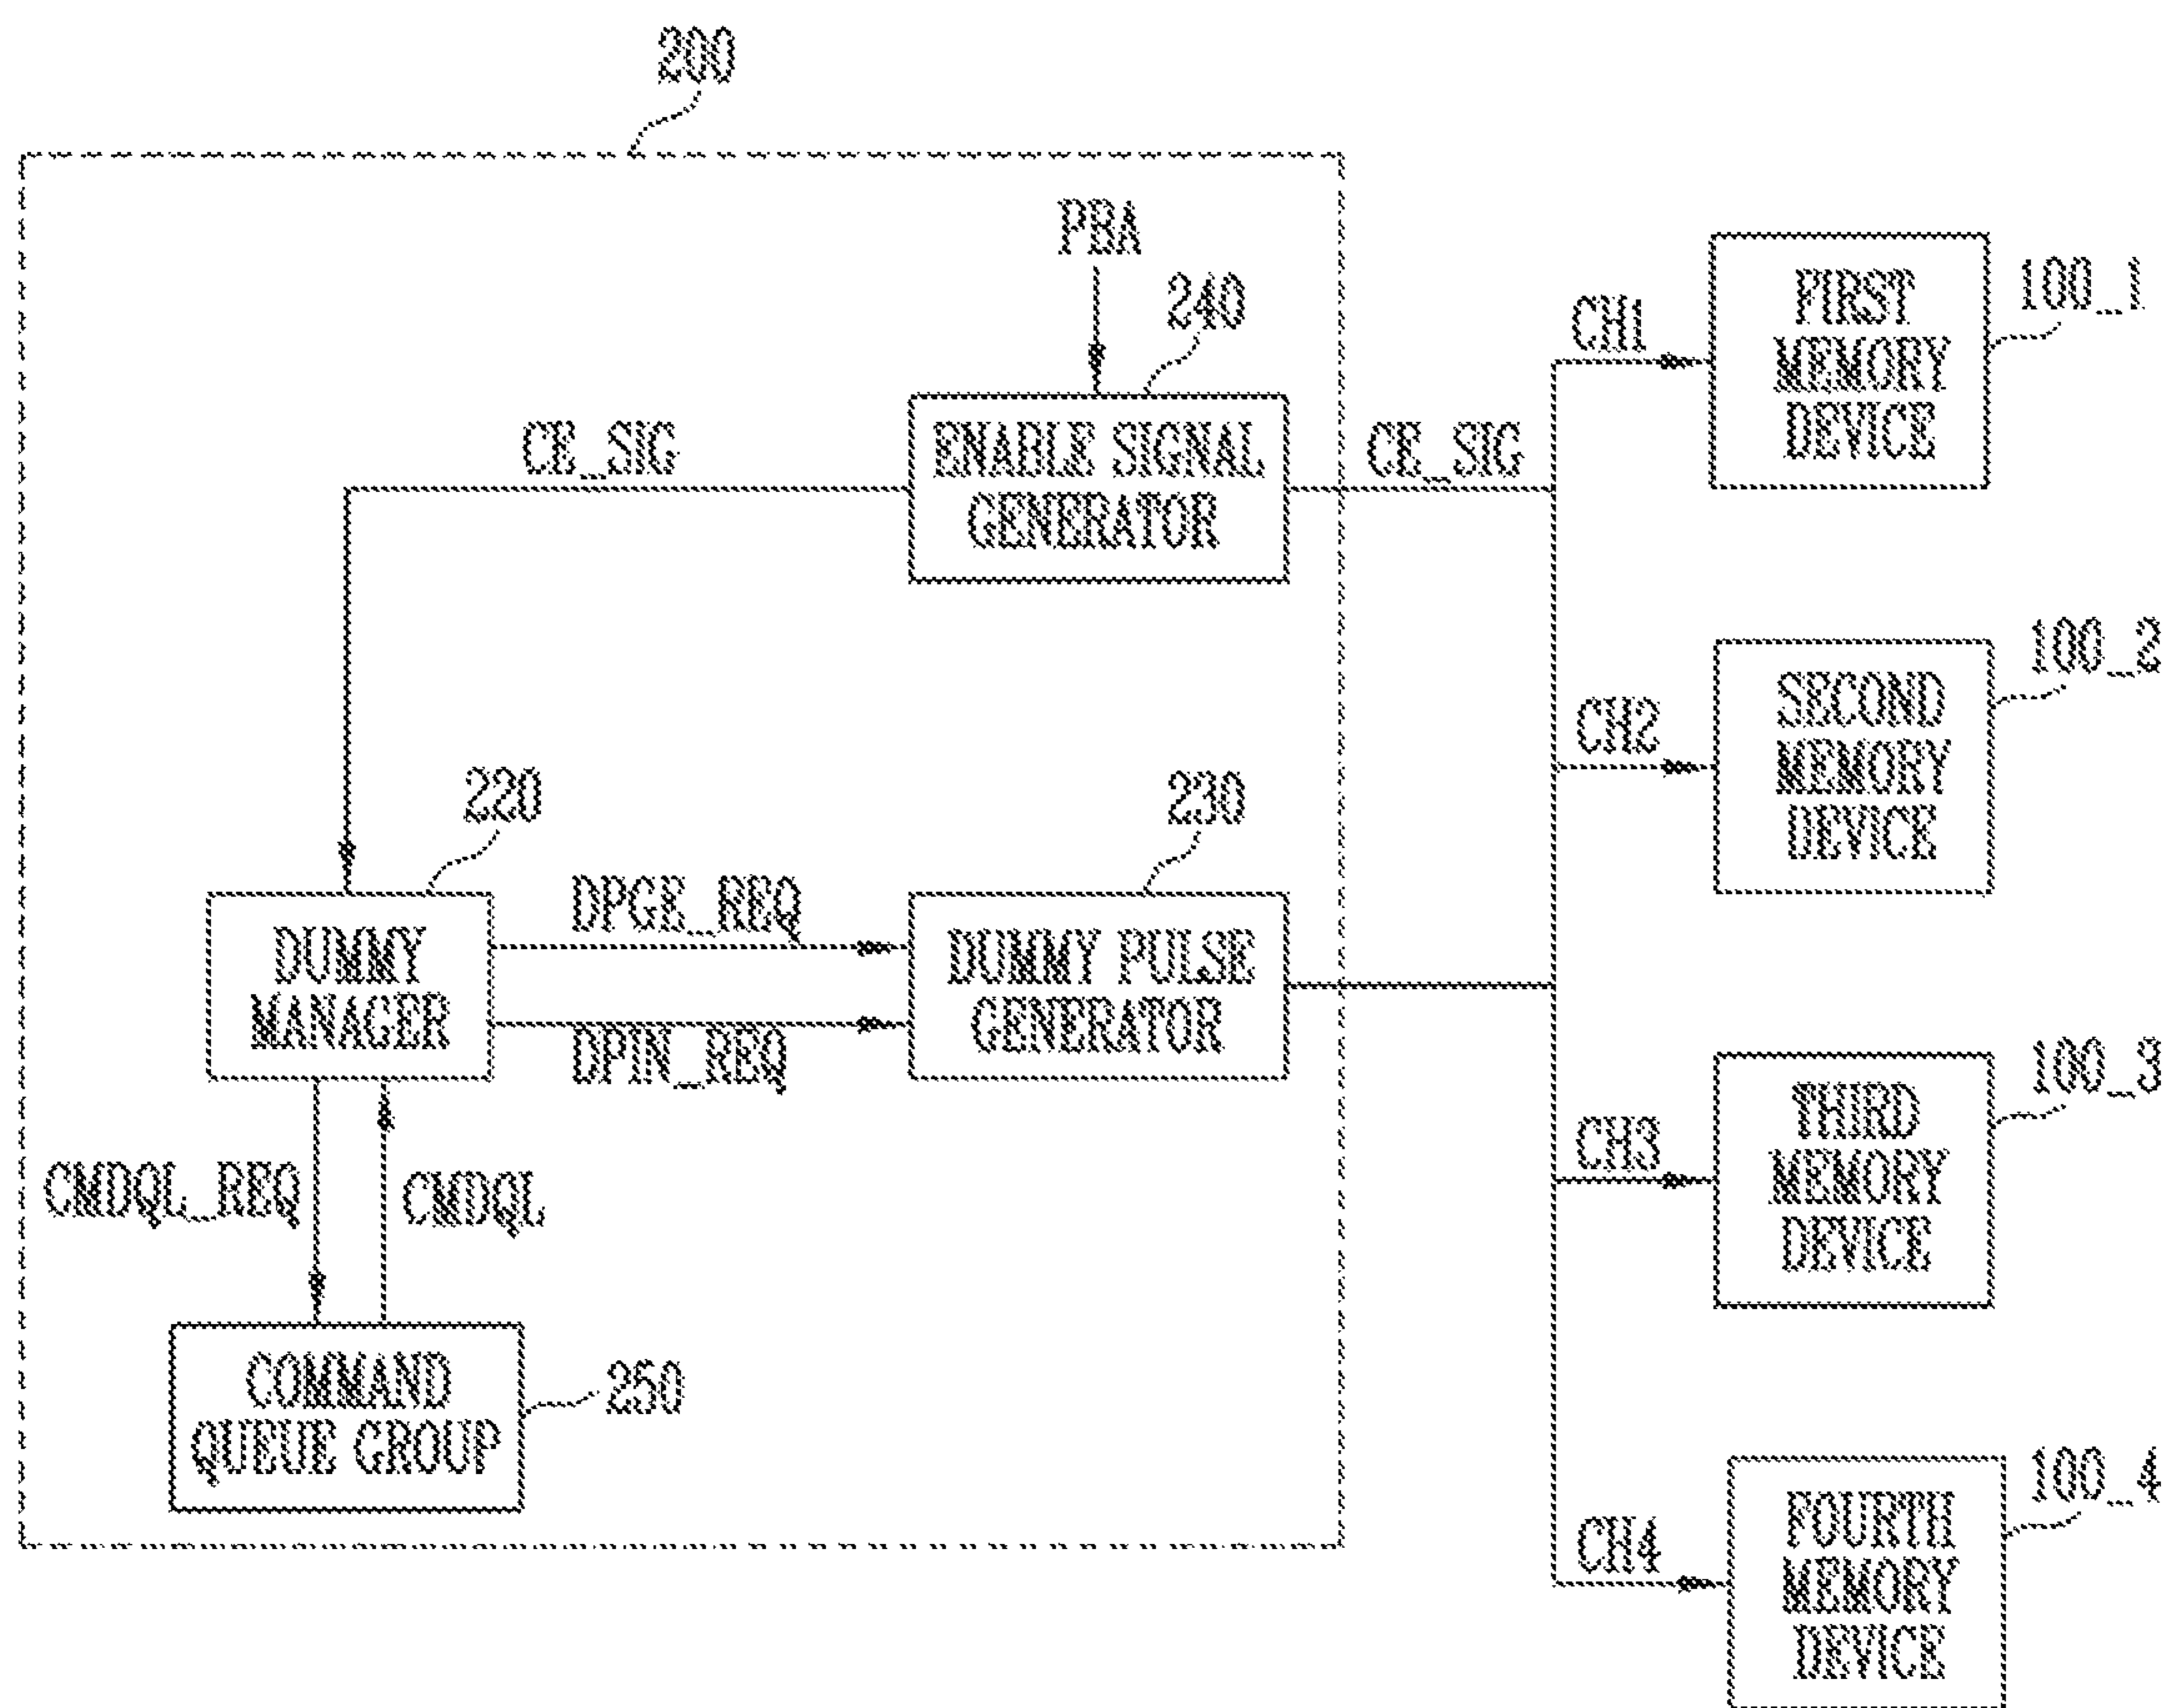 200
PBA
240
ENABLE SIGNAL
GENERATOR
CE_SIG
CE_SIG
CH1
FIRST
MEMORY
DEVICE
100_1
CH2
SECOND
MEMORY
DEVICE
100_2
220
DUMMY
MANAGER
DPGE_REQ
DPIN_REQ
230
DUMMY PULSE
GENERATOR
CH3
THIRD
MEMORY
DEVICE
100_3
CMDQL_REQ
CMDQL
COMMAND
QUEUE GROUP
250
CH4
FOURTH
MEMORY
DEVICE
100_4